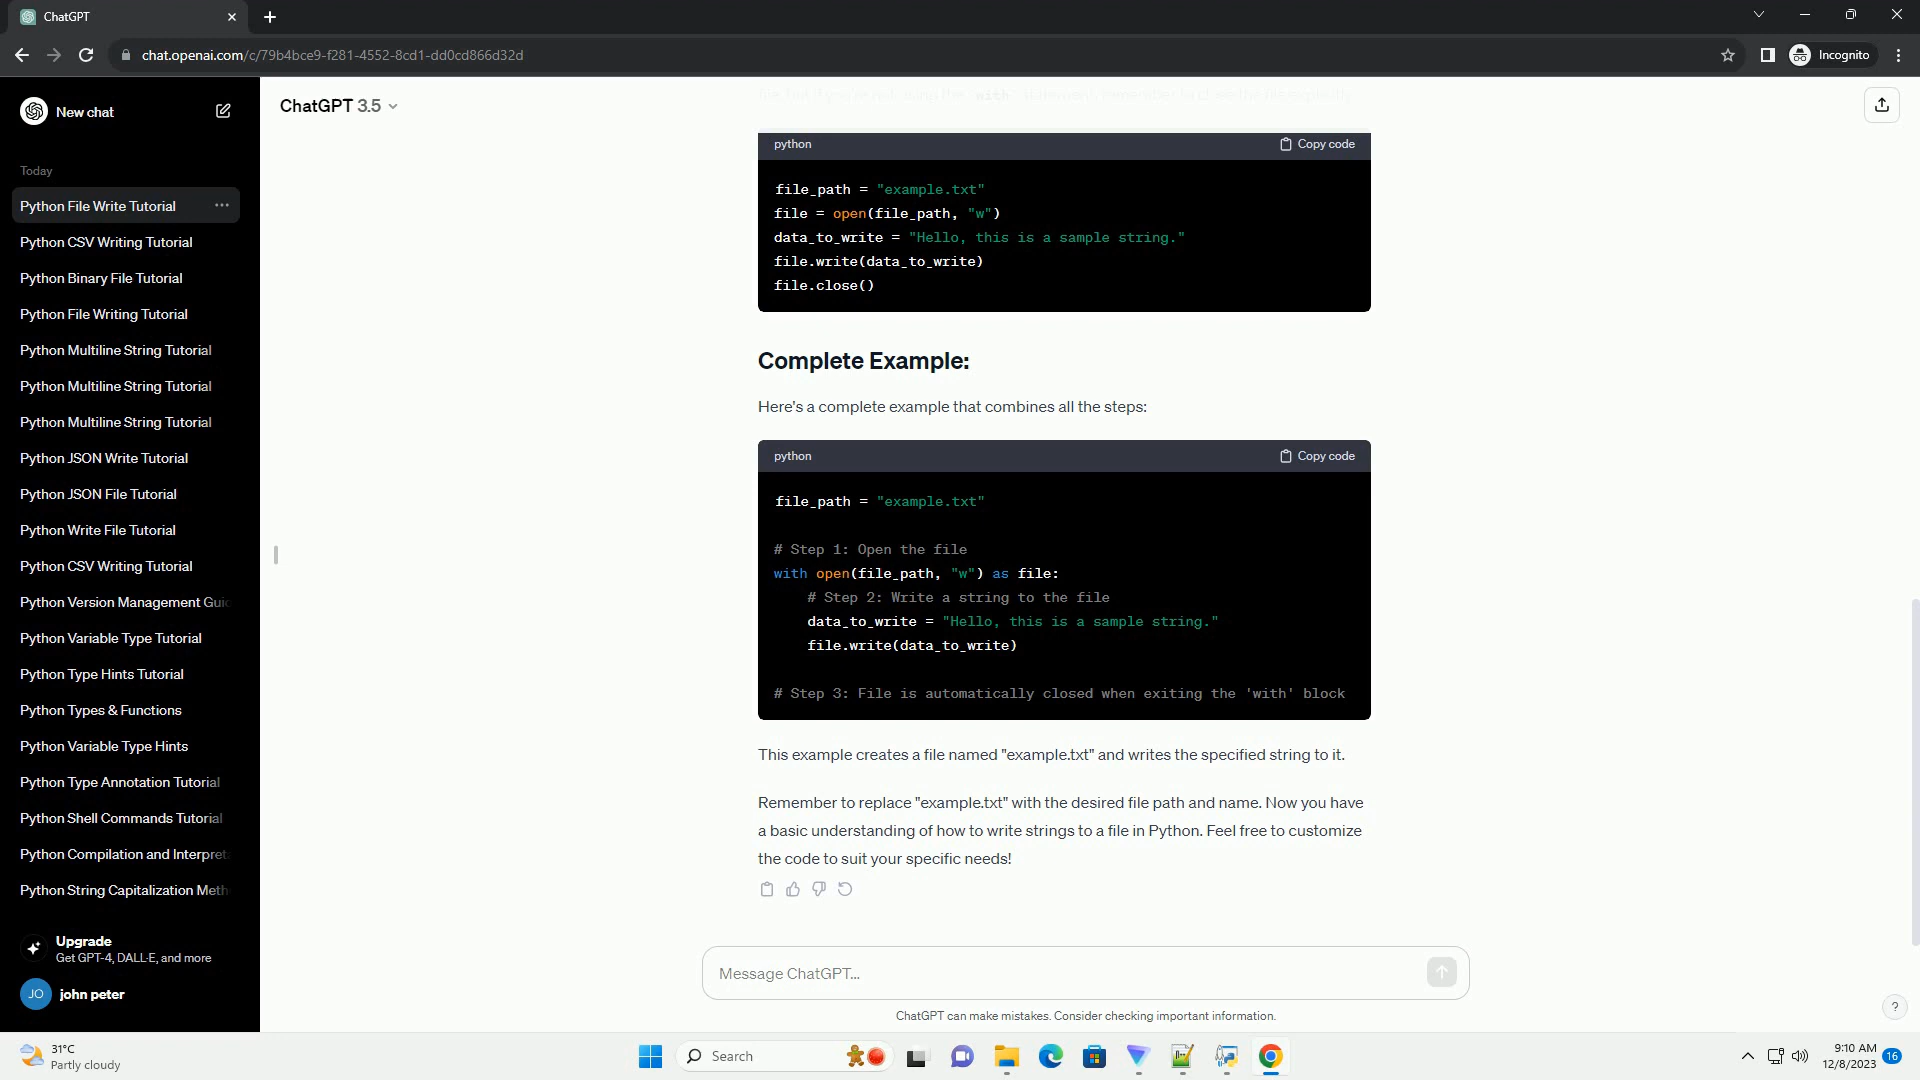 ChatGPT
chat.openai.com/c/79b4bce9-f281-4552-8cd1-dd0cd866d32d
Incognito
New chat
Today
Python File Write Tutorial
Python CSV Writing Tutorial
Python Binary File Tutorial
Python File Writing Tutorial
Python Multiline String Tutorial
Python Multiline String Tutorial
Python Multiline String Tutorial
Python JSON Write Tutorial
Python JSON File Tutorial
Python Write File Tutorial
Python CSV Writing Tutorial
Python Version Management Gui
Python Variable Type Tutorial
Python Type Hints Tutorial
Python Types & Functions
Python Variable Type Hints
Python Type Annotation Tutorial
Python Shell Commands Tutorial
Python Compilation and Interpret
Python String Capitalization Meth
Upgrade
Get GPT-4, DALL·E, and more
JO john peter
ChatGPT 3.5
python Copy code
file_path = "example.txt"
file = open(file_path, "w")
data_to_write = "Hello, this is a sample string."
file.write(data_to_write)
file.close()
Complete Example:
Here's a complete example that combines all the steps:
python Copy code
file_path = "example.txt"
# Step 1: Open the file
with open(file_path, "w") as file:
# Step 2: Write a string to the file
data_to_write = "Hello, this is a sample string."
file.write(data_to_write)
# Step 3: File is automatically closed when exiting the 'with' block
This example creates a file named "example.txt" and writes the specified string to it.
Remember to replace "example.txt" with the desired file path and name. Now you have
a basic understanding of how to write strings to a file in Python. Feel free to customize
the code to suit your specific needs!
Message ChatGPT...
ChatGPT can make mistakes. Consider checking important information.
?
31°C
Partly cloudy
Search
9:10 AM
12/8/2023
16